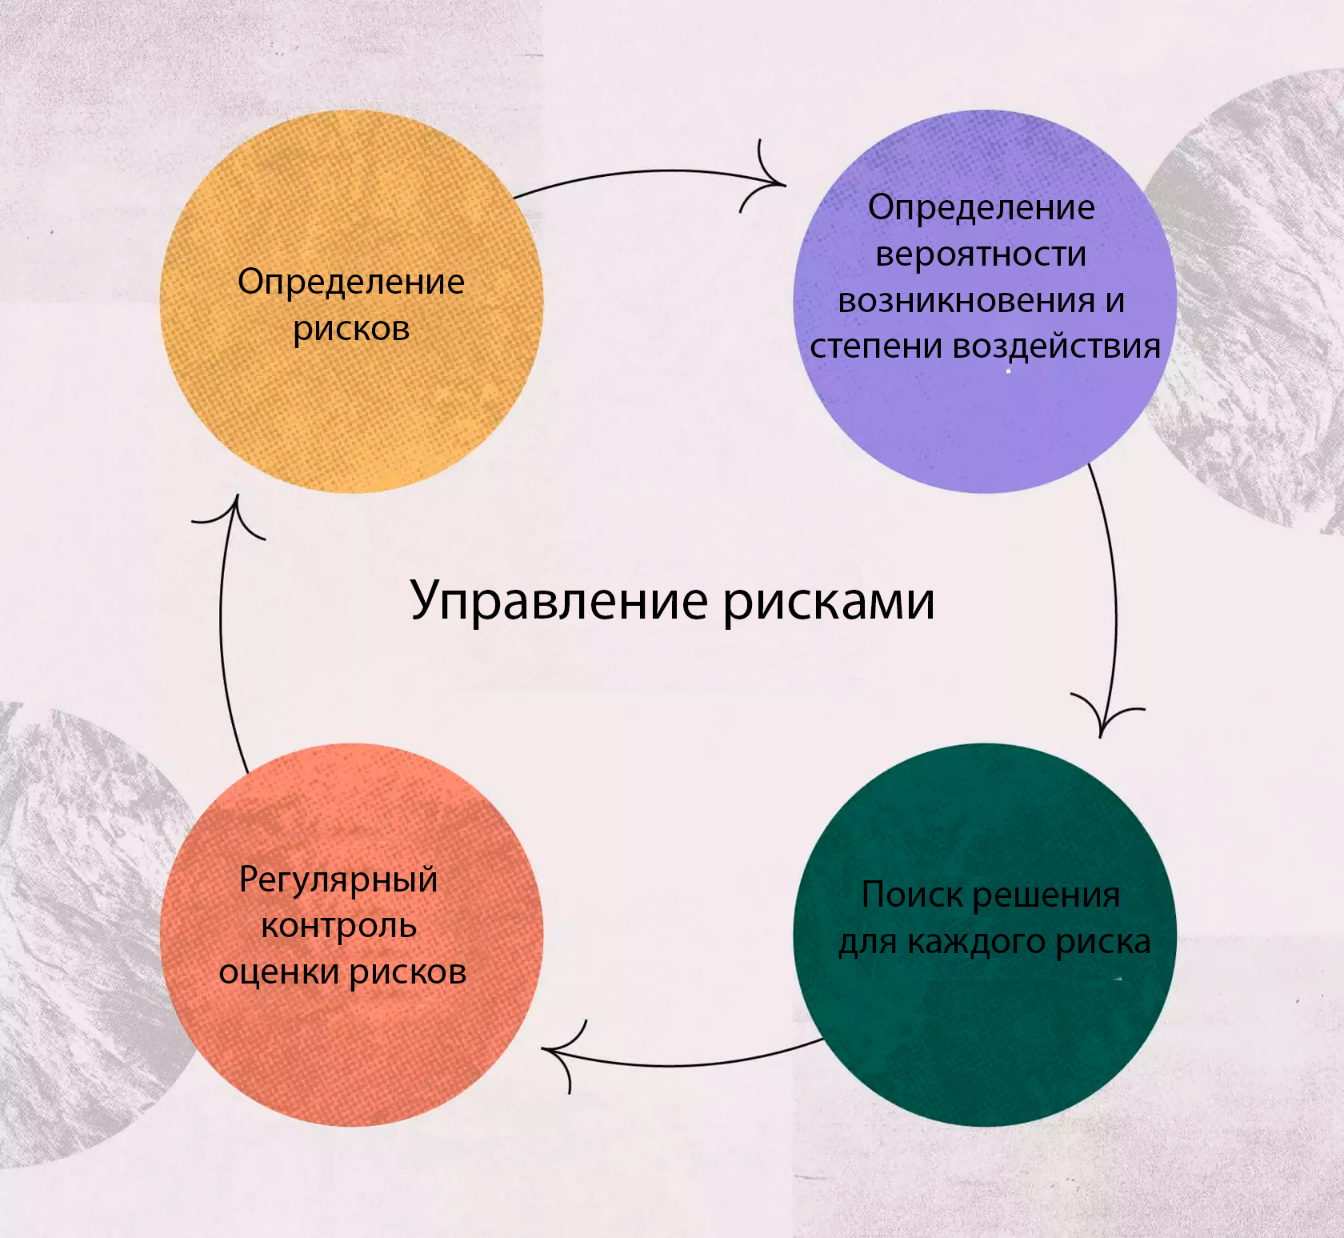 Определение
рисков
Определение
вероятности
возникновения и
степени воздействия
Управление рисками
Регулярный
контроль
оценки рисков
Поиск решения
для каждого риска